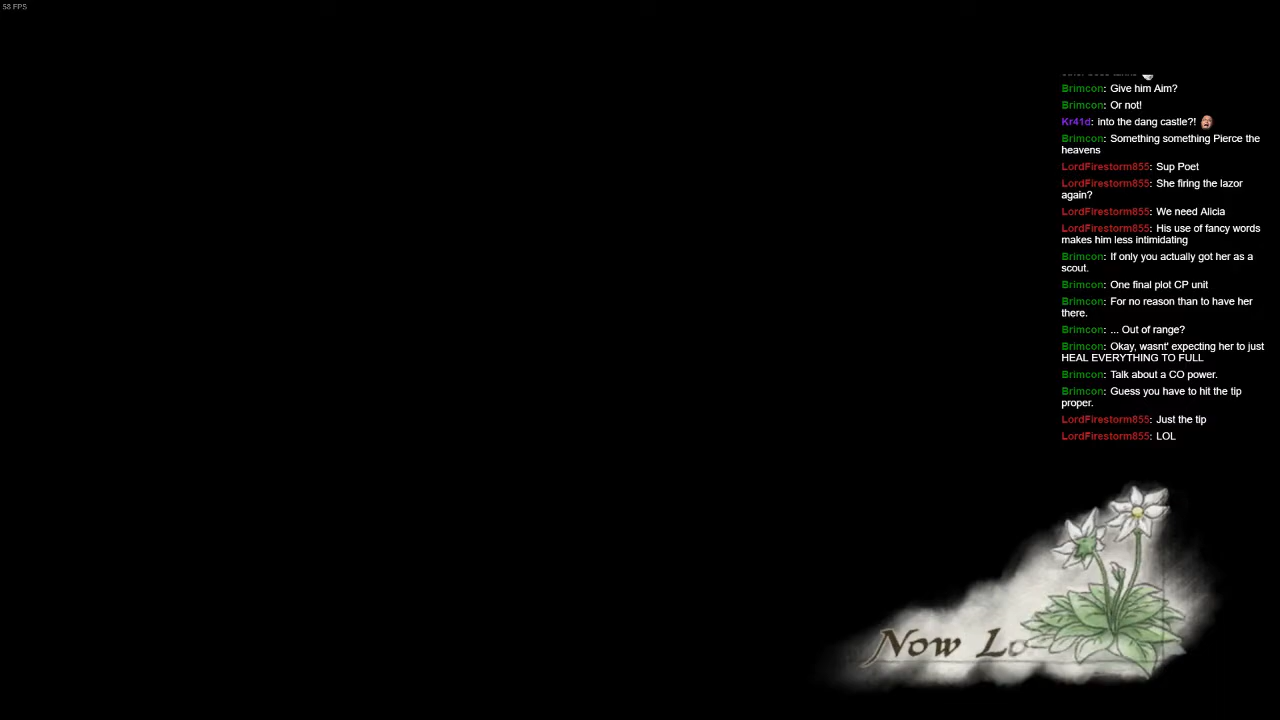 58 FPS
Brimcon: Give him Aim?
Brimcon: Or not!
Kr41d: into the dang castle?!
Brimcon: Something something Pierce the
heavens
LordFirestorm855: Sup Poet
LordFirestorm855: She firing the lazor
again?
LordFirestorm855: We need Alicia
LordFirestorm855: His use of fancy words
makes him less intimidating
Brimcon: If only you actually got her as a
scout.
Brimcon: One final plot CP unit
Brimcon: For no reason than to have her
there.
Brimcon: ... Out of range?
Brimcon: Okay, wasnt' expecting her to just
HEAL EVERYTHING TO FULL
Brimcon: Talk about a CO power.
Brimcon: Guess you have to hit the tip
proper.
LordFirestorm855: Just the tip
LordFirestorm855: LOL
Now Lo